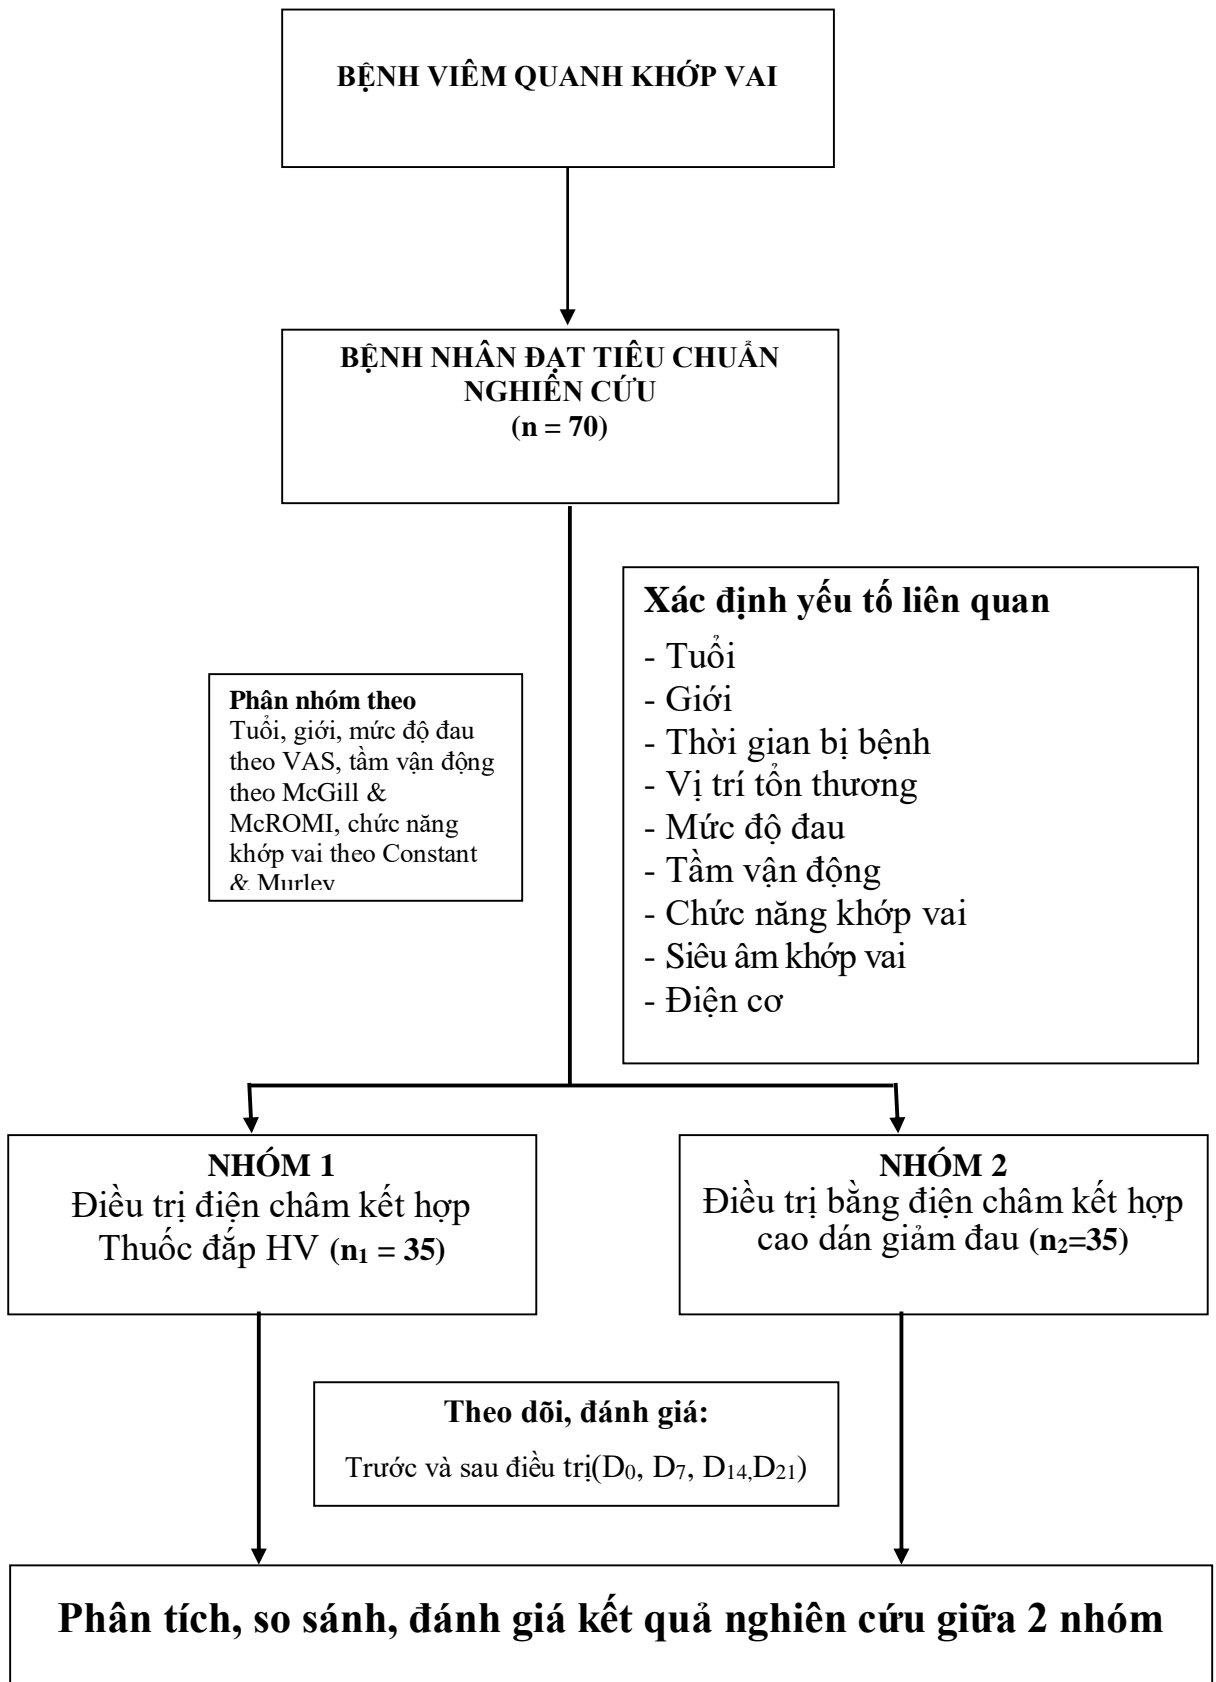 BỆNH VIÊM QUANH KHỚP VAI
BỆNH NHÂN ĐẠT TIÊU CHUẨN
NGHIÊN CỨU
(n = 70)
Xác định yếu tố liên quan
- Tuổi
- Giới
- Thời gian bị bệnh
- Vị trí tổn thương
- Mức độ đau
- Tầm vận động
- Chức năng khớp vai
- Siêu âm khớp vai
- Điện cơ
Phân nhóm theo
Tuổi, giới, mức độ đau
theo VAS, tầm vận động
theo McGill &
McROMI, chức năng
khớp vai theo Constant
& Murley
NHÓM 1
Điều trị điện châm kết hợp
Thuốc đắp HV (n₁ = 35)
NHÓM 2
Điều trị bằng điện châm kết hợp
cao dán giảm đau (n₂=35)
Theo dõi, đánh giá:
Trước và sau điều trị(D₀, D₇, D₁₄,D₂₁)
Phân tích, so sánh, đánh giá kết quả nghiên cứu giữa 2 nhóm